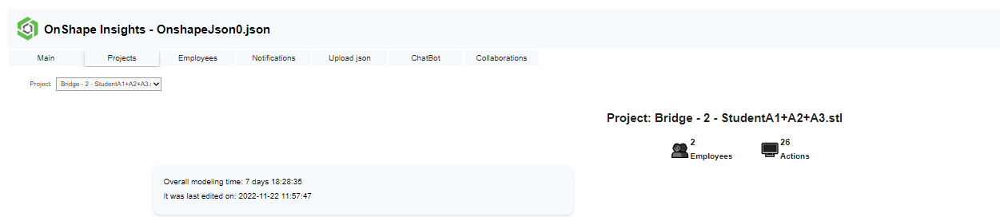 OnShape Insights - OnshapeJson0.json
Main Projects Employees Notifications Upload json ChatBot Collaborations
Project: Bridge - 2 - StudentA1+A2+A3.s
Project: Bridge - 2 - StudentA1+A2+A3.stl
2 Employees
26 Actions
Overall modeling time: 7 days 18:28:35
It was last edited on: 2022-11-22 11:57:47